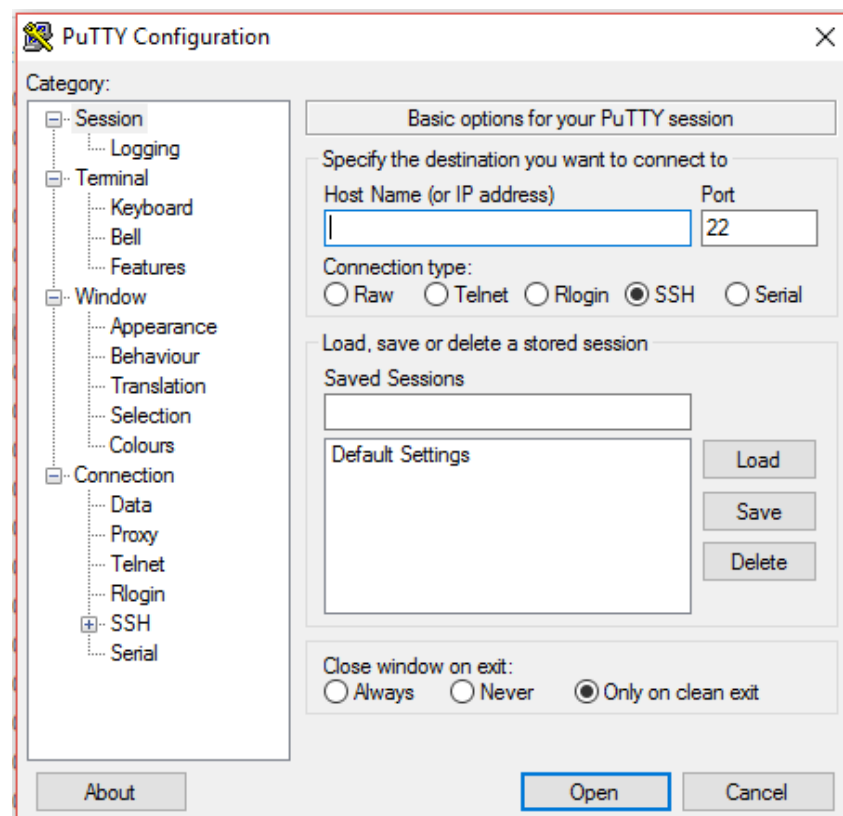 PuTTY Configuration
Category:
Session
Logging
Terminal
Keyboard
Bell
Features
Window
Appearance
Behaviour
Translation
Selection
Colours
Connection
Data
Proxy
Telnet
Rlogin
SSH
Serial
Basic options for your PuTTY session
Specify the destination you want to connect to
Host Name (or IP address) Port
22
Connection type:
Raw Telnet Rlogin SSH Serial
Load, save or delete a stored session
Saved Sessions
Default Settings
Load
Save
Delete
Close window on exit:
Always Never Only on clean exit
About Open Cancel